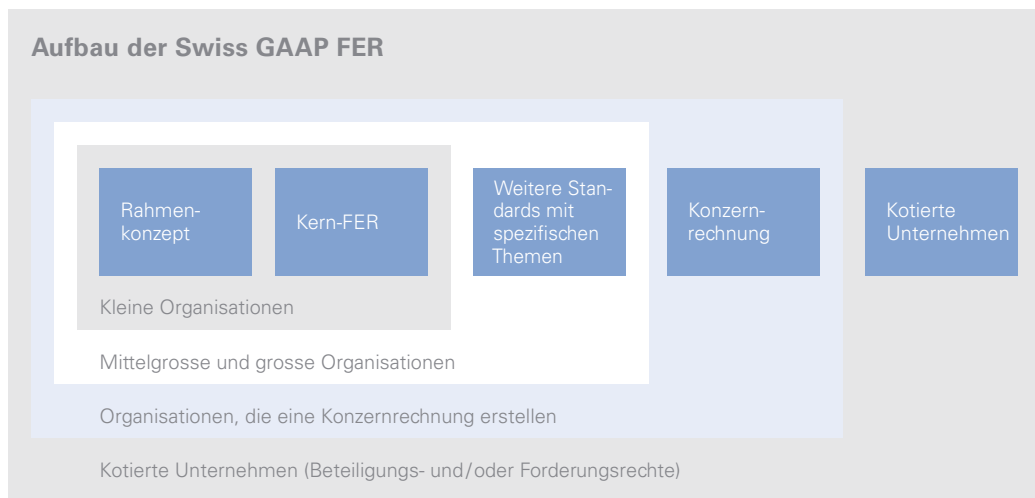 Aufbau der Swiss GAAP FER
Rahmen-
konzept
Kern-FER
Weitere Stan-
dards mit
spezifischen
Themen
Konzern-
rechnung
Kotierte
Unternehmen
Kleine Organisationen
Mittelgrosse und grosse Organisationen
Organisationen, die eine Konzernrechnung erstellen
Kotierte Unternehmen (Beteiligungs- und/oder Forderungsrechte)